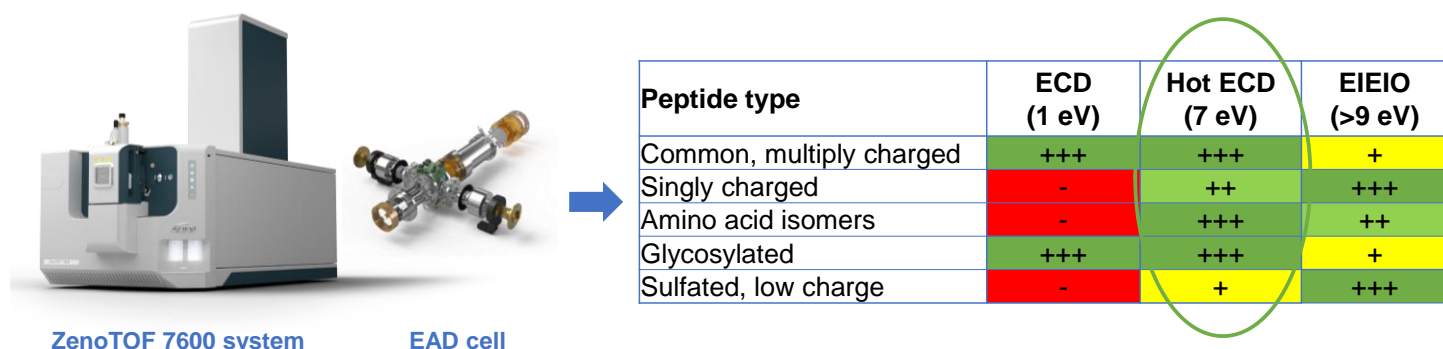 Peptide type
ECD
(1 eV)
Hot ECD
(7 eV)
EIEIO
(>9 eV)
Common, multiply charged +++ +++ +
Singly charged - ++ +++
Amino acid isomers - +++ ++
Glycosylated +++ +++ +
Sulfated, low charge - + +++
ZenoTOF 7600 system EAD cell